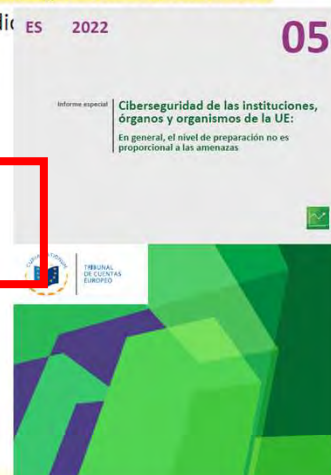 ES 2022 05
Informe especial
Ciberseguridad de las instituciones,
órganos y organismos de la UE:
En general, el nivel de preparación no es
proporcional a las amenazas
TRIBUNAL
DE CUENTAS
EUROPEO